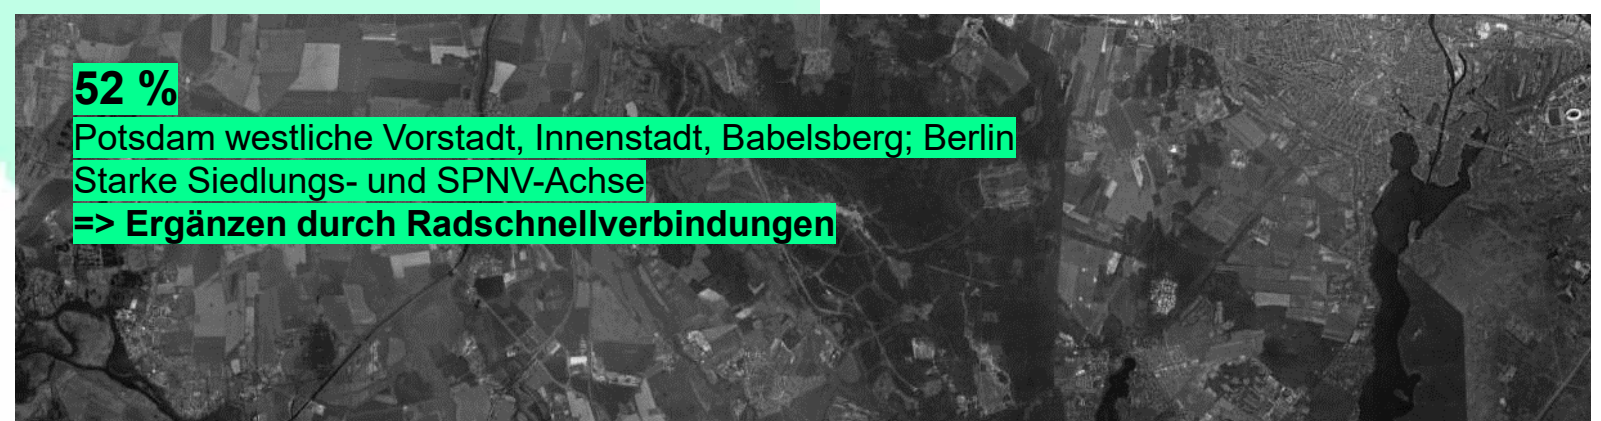 52 %
Potsdam westliche Vorstadt, Innenstadt, Babelsberg; Berlin
Starke Siedlungs- und SPNV-Achse
=> Ergänzen durch Radschnellverbindungen